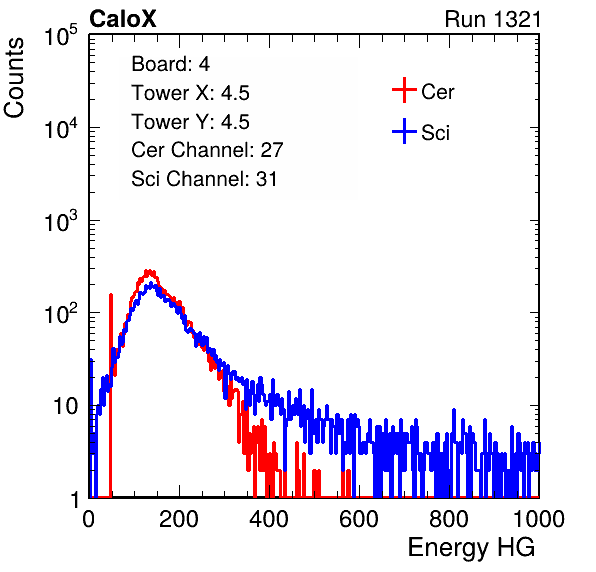 CaloX Run 1321
Counts
10^5
10^4
10^3
10^2
10
1
Board: 4
Tower X: 4.5
Tower Y: 4.5
Cer Channel: 27
Sci Channel: 31
Cer
Sci
0 200 400 600 800 1000
Energy HG